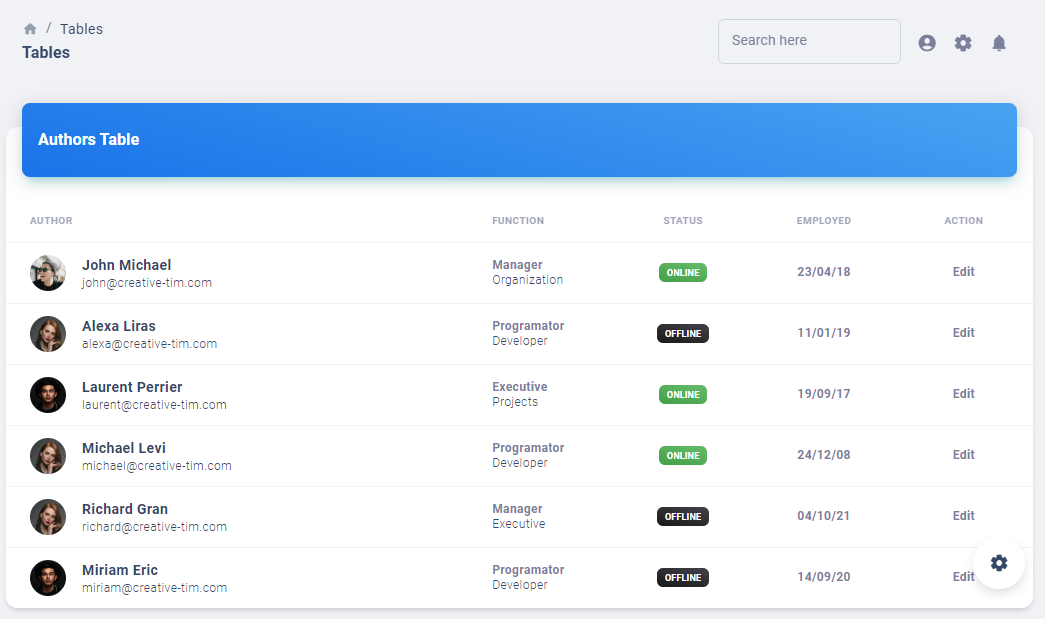 / Tables
Tables
Search here
Authors Table
AUTHOR FUNCTION STATUS EMPLOYED ACTION
John Michael Manager ONLINE 23/04/18 Edit
john@creative-tim.com Organization
Alexa Liras Programator OFFLINE 11/01/19 Edit
alexa@creative-tim.com Developer
Laurent Perrier Executive ONLINE 19/09/17 Edit
laurent@creative-tim.com Projects
Michael Levi Programator ONLINE 24/12/08 Edit
michael@creative-tim.com Developer
Richard Gran Manager OFFLINE 04/10/21 Edit
richard@creative-tim.com Executive
Miriam Eric Programator OFFLINE 14/09/20 Edit
miriam@creative-tim.com Developer